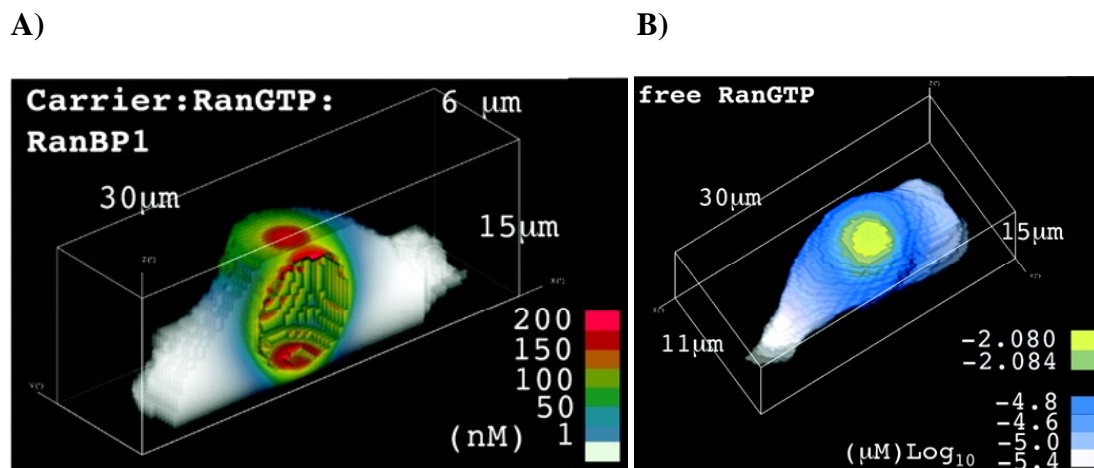 A)
B)
Carrier:RanGTP:
RanBP1
6 μm
30μm
15μm
200
150
100
50
1
(nM)
free RanGTP
30μm
15μm
11μm
-2.080
-2.084
-4.8
-4.6
-5.0
-5.4
(μM)Log₁₀